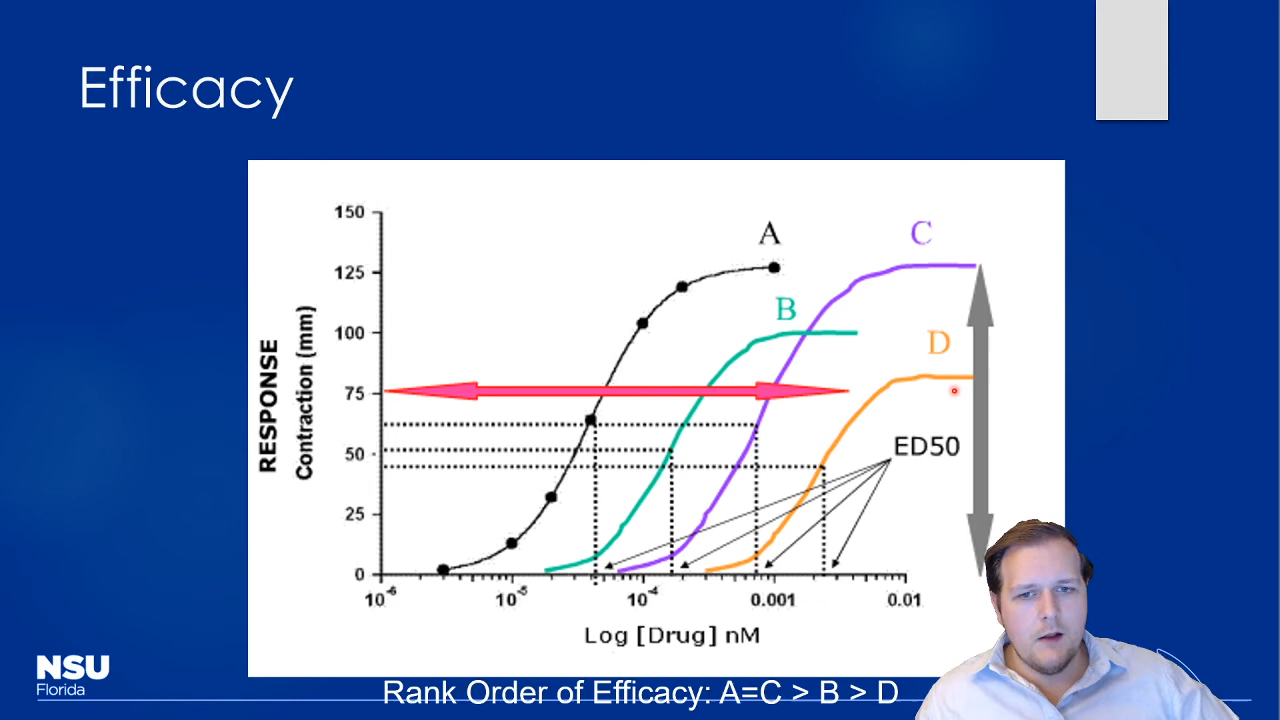 Efficacy
A
C
B
D
150
125
100
75
50
25
0
RESPONSE
Contraction (mm)
ED50
10-6
10-5
10-4
0.001
0.01
Log [Drug] nM
NSU
Florida
Rank Order of Efficacy: A=C > B > D